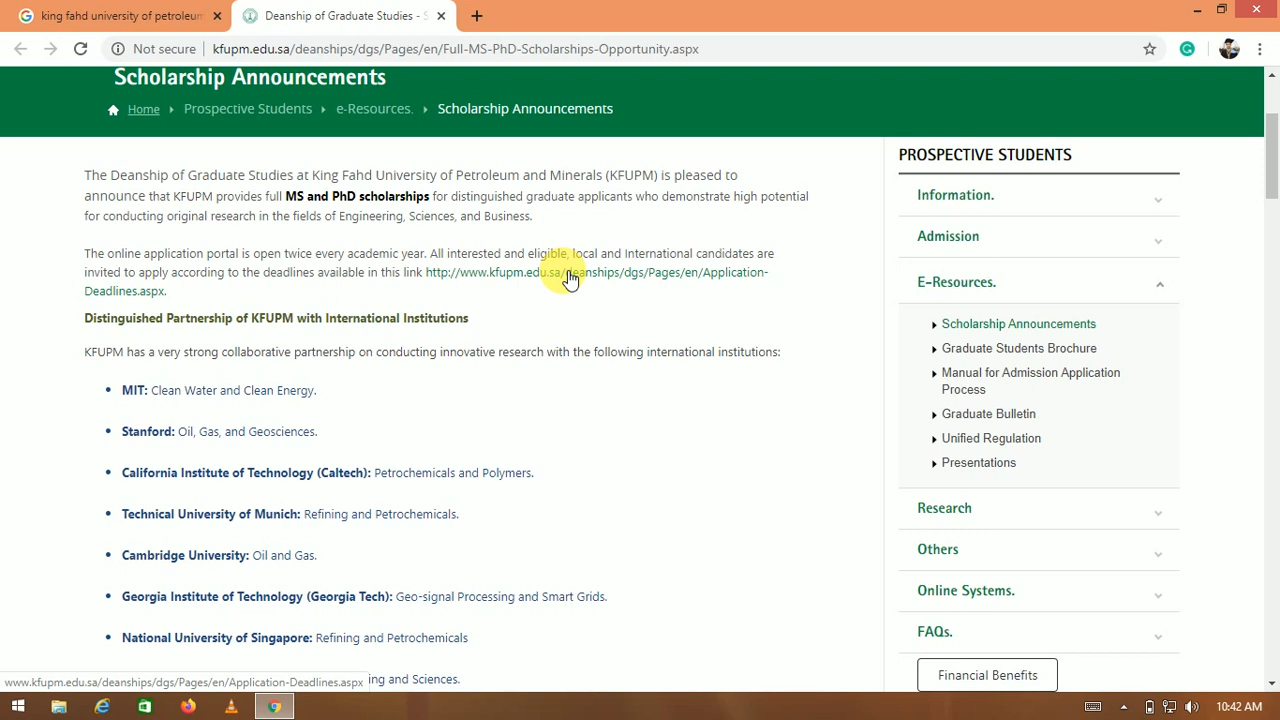 king fahd university of petroleum
Deanship of Graduate Studies - S
Not secure
kfupm.edu.sa/deanships/dgs/Pages/en/Full-MS-PhD-Scholarships-Opportunity.aspx
Scholarship Announcements
Home
Prospective Students
e-Resources.
Scholarship Announcements
The Deanship of Graduate Studies at King Fahd University of Petroleum and Minerals (KFUPM) is pleased to
announce that KFUPM provides full MS and PhD scholarships for distinguished graduate applicants who demonstrate high potential
for conducting original research in the fields of Engineering, Sciences, and Business.
The online application portal is open twice every academic year. All interested and eligible, local and International candidates are
invited to apply according to the deadlines available in this link http://www.kfupm.edu.sa/deanships/dgs/Pages/en/Application-
Deadlines.aspx.
Distinguished Partnership of KFUPM with International Institutions
KFUPM has a very strong collaborative partnership on conducting innovative research with the following international institutions:
MIT: Clean Water and Clean Energy.
Stanford: Oil, Gas, and Geosciences.
California Institute of Technology (Caltech): Petrochemicals and Polymers.
Technical University of Munich: Refining and Petrochemicals.
Cambridge University: Oil and Gas.
Georgia Institute of Technology (Georgia Tech): Geo-signal Processing and Smart Grids.
National University of Singapore: Refining and Petrochemicals
ing and Sciences.
www.kfupm.edu.sa/deanships/dgs/Pages/en/Application-Deadlines.aspx
PROSPECTIVE STUDENTS
Information.
Admission
E-Resources.
Scholarship Announcements
Graduate Students Brochure
Manual for Admission Application
Process
Graduate Bulletin
Unified Regulation
Presentations
Research
Others
Online Systems.
FAQs.
Financial Benefits
10:42 AM